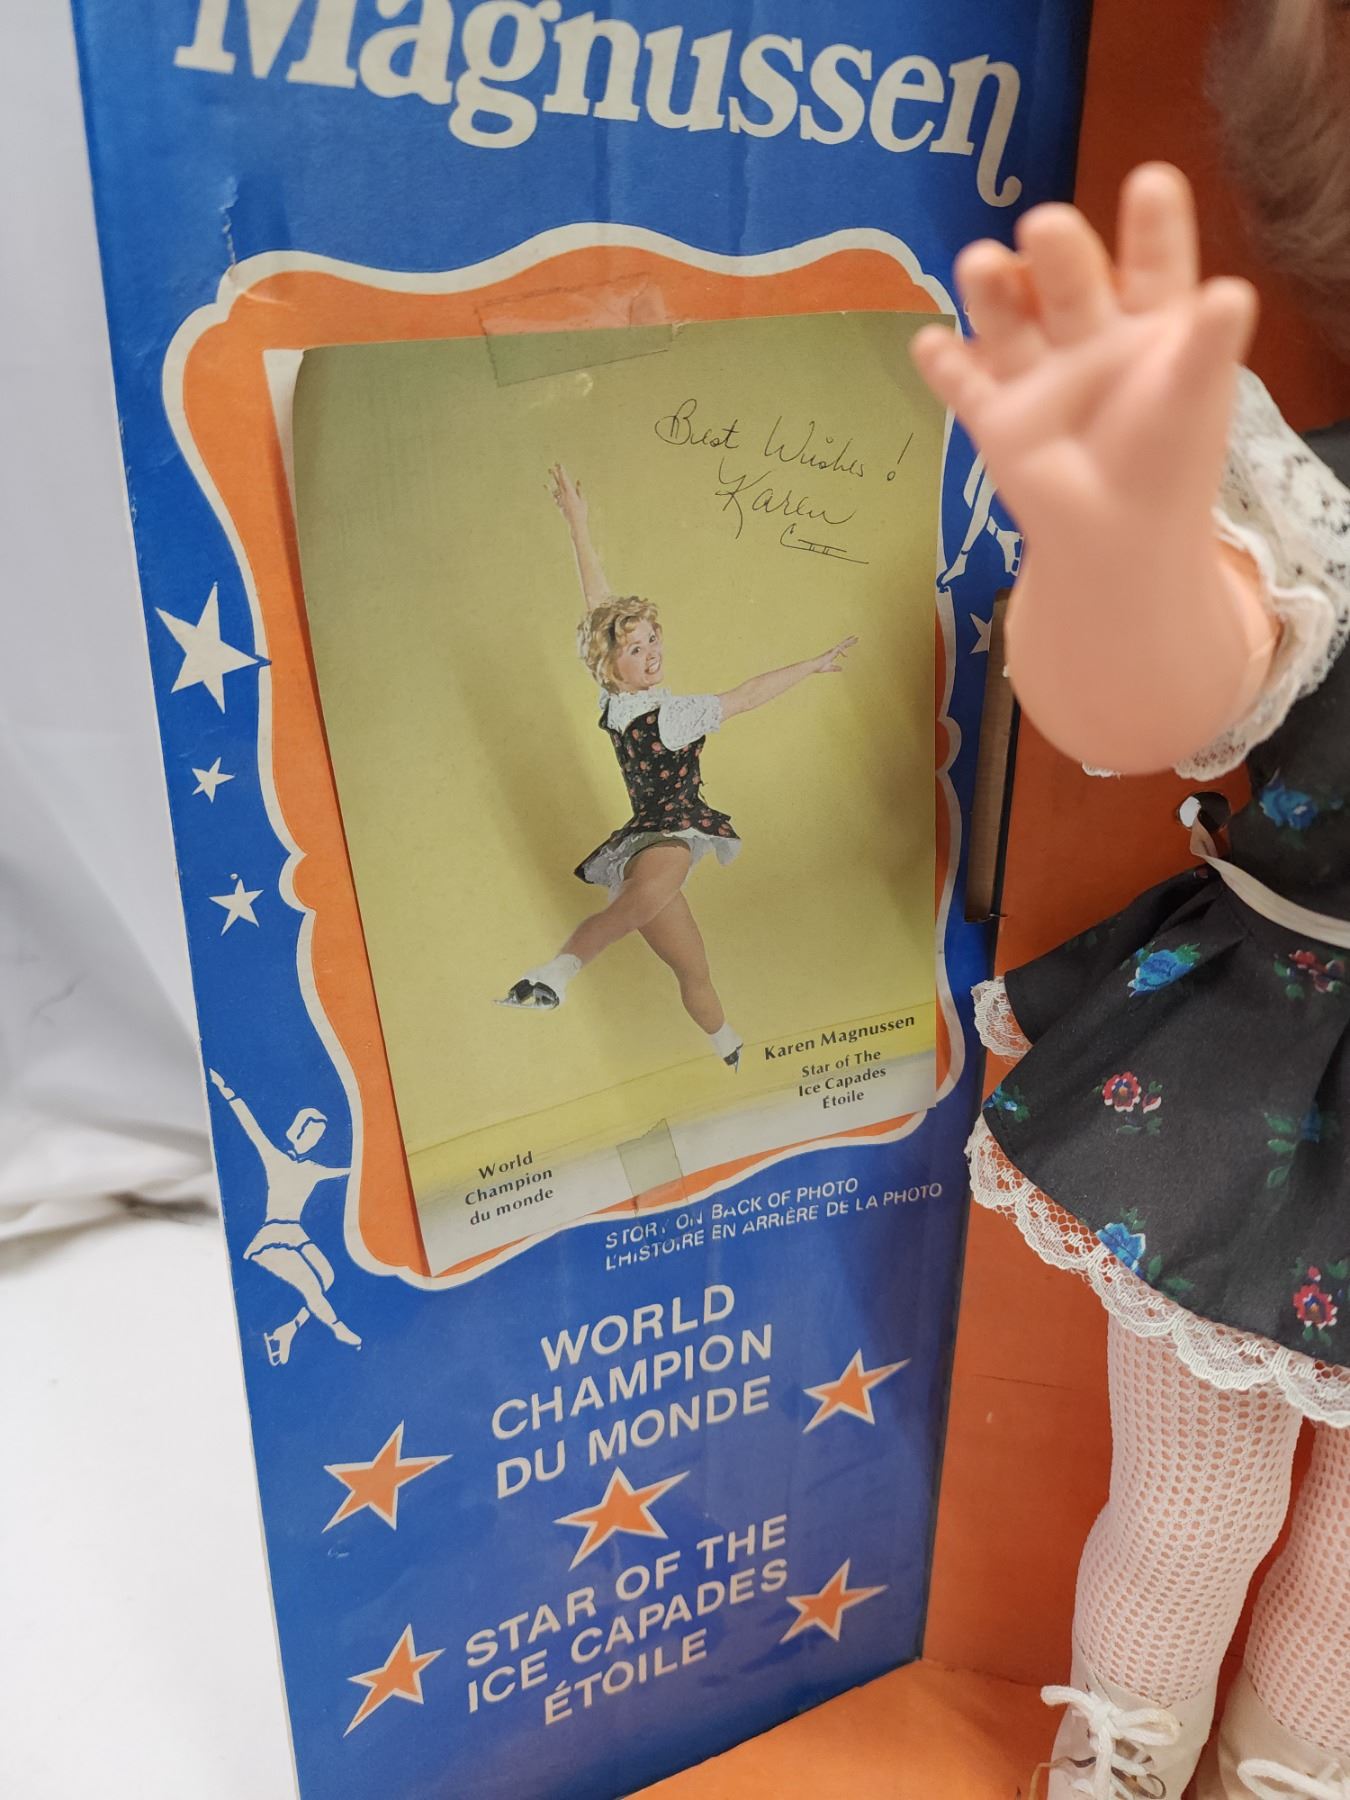 Magnussen
Best Wishes!
Karen
Karen Magnussen
Star of The
Ice Capades
Étoile
World
Champion
du monde
STORY ON BACK OF PHOTO
L'HISTOIRE EN ARRIÈRE DE LA PHOTO
WORLD
CHAMPION
DU MONDE
STAR OF THE
ICE CAPADES
ÉTOILE